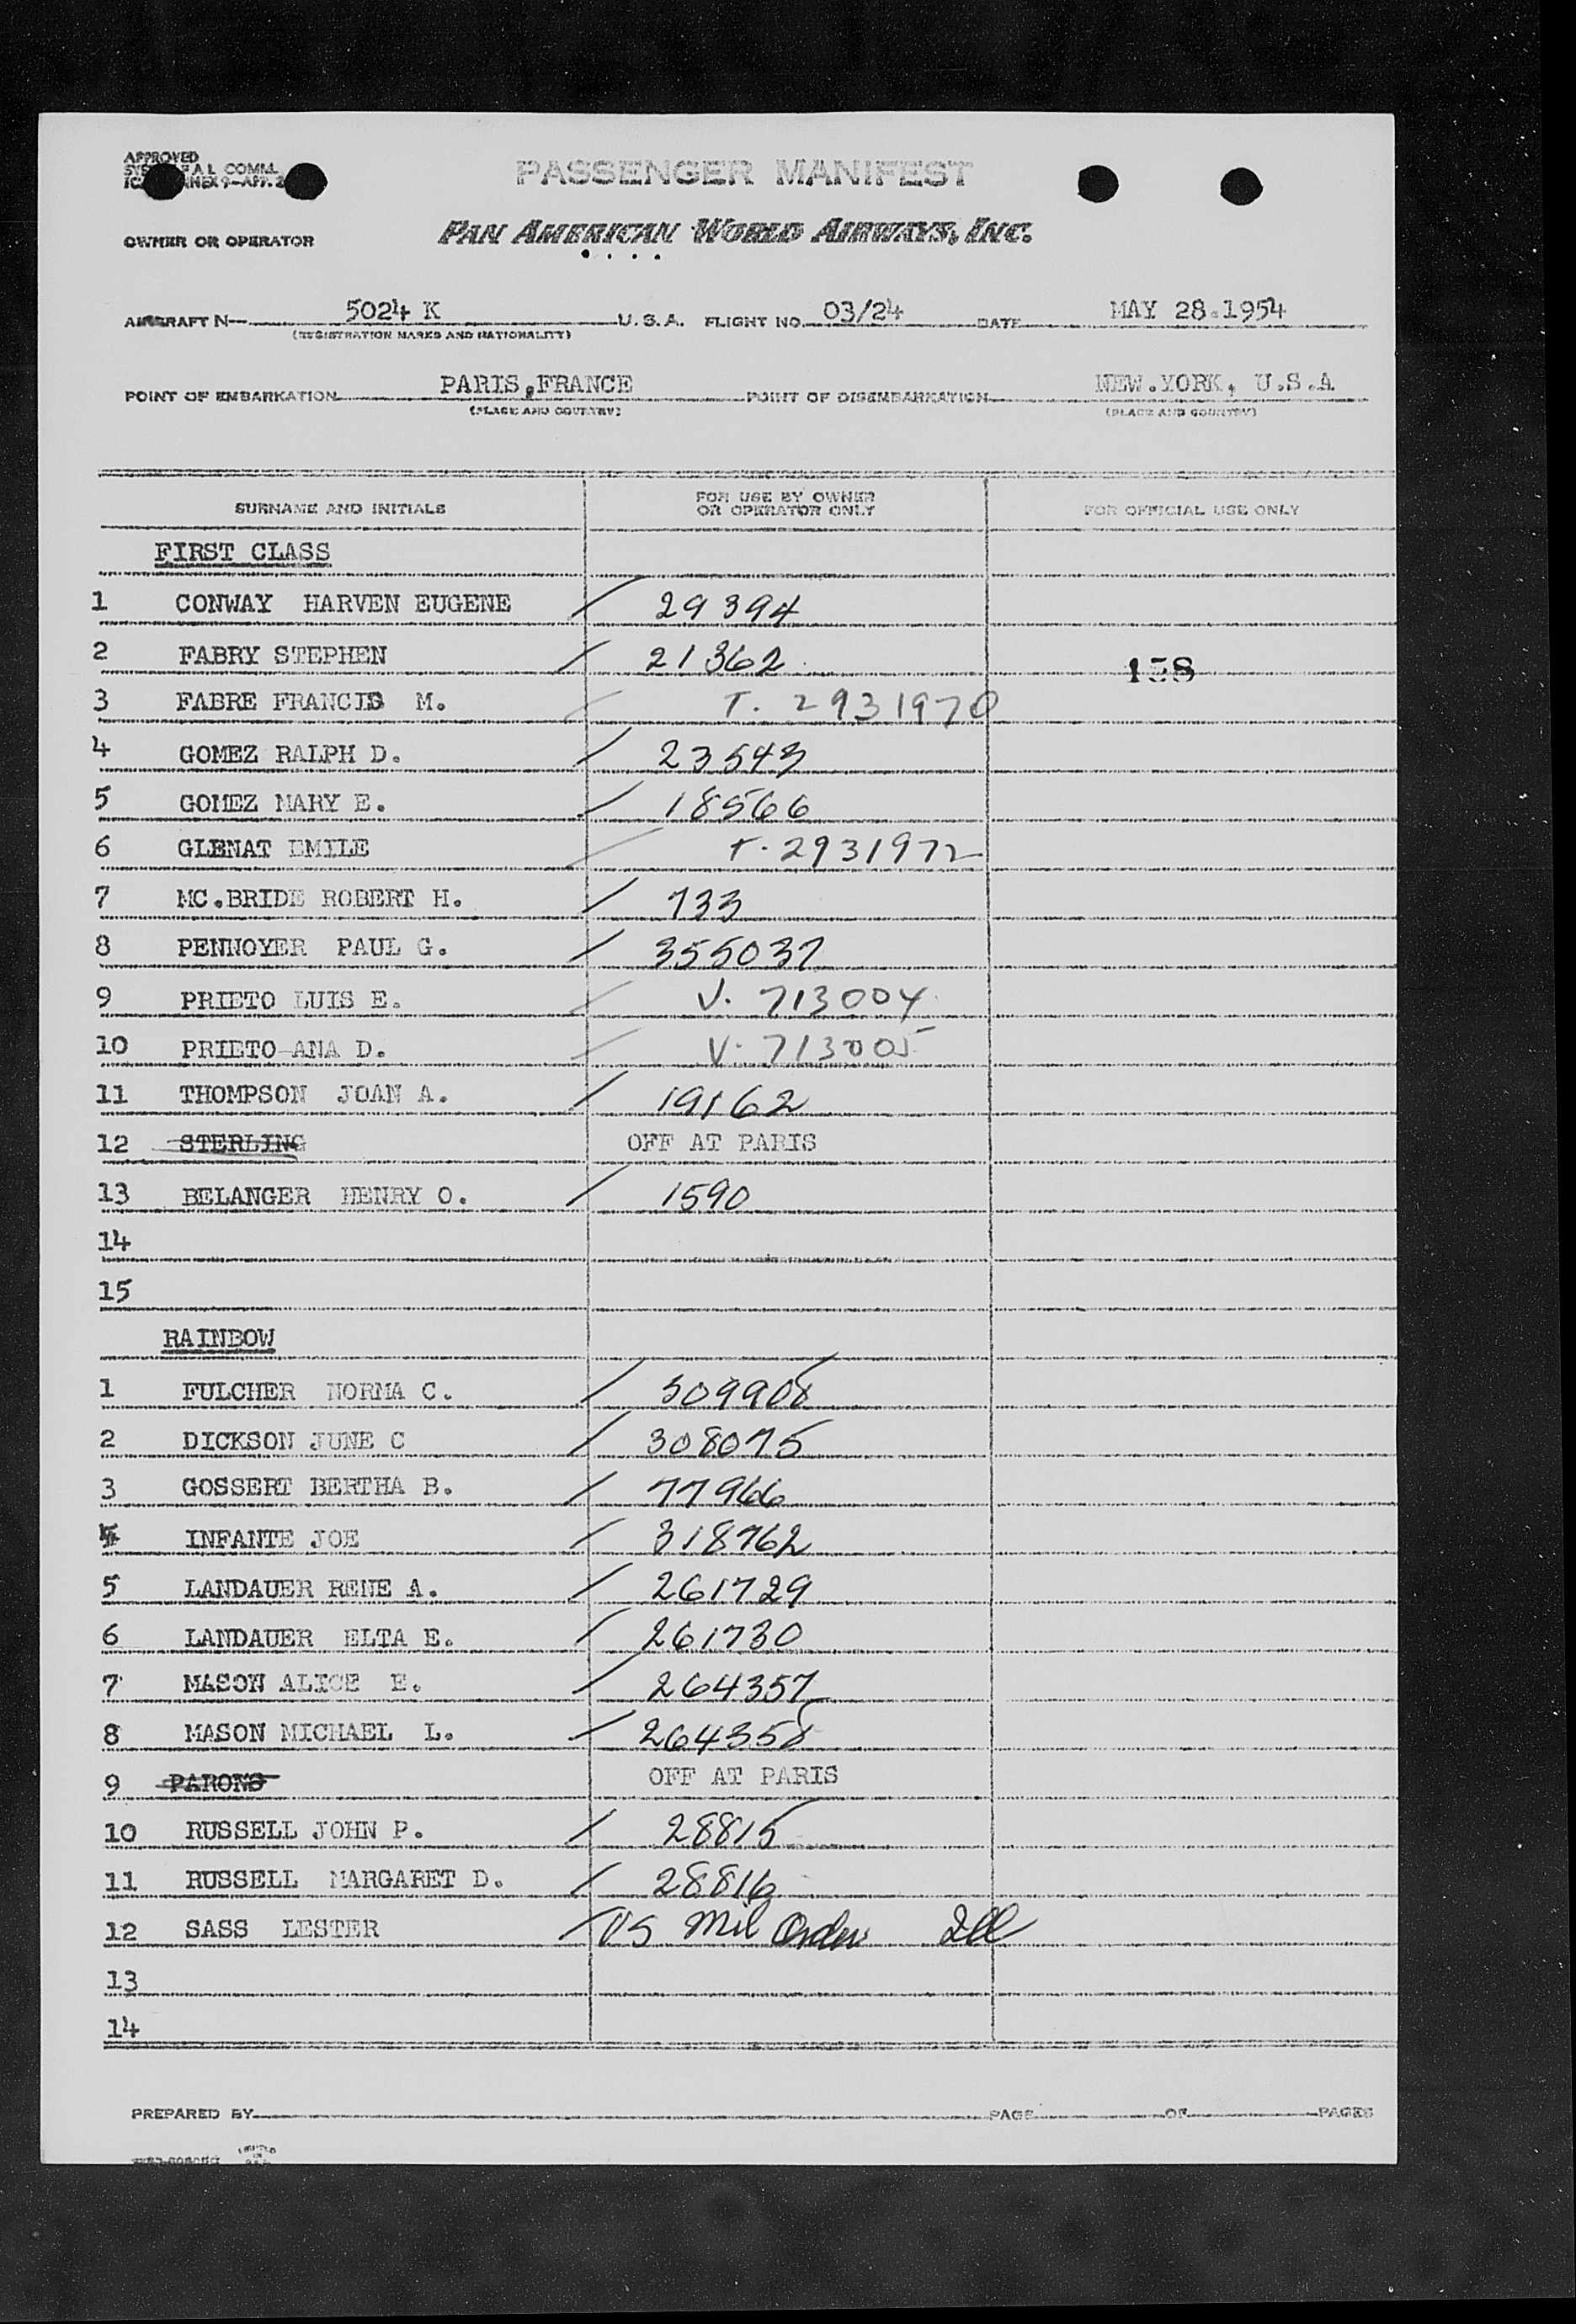 APPROVED
COMM.
NNEX 9-APP. 2
PASSENGER MANIFEST
OWNER OR OPERATOR PAN AMERICAN WORLD AIRWAYS, INC.
AIRCRAFT N- 5024 K U.S.A. FLIGHT NO. 03/24 DATE MAY 28.1954
(REGISTRATION MARKS AND NATIONALITY)
POINT OF EMBARKATION PARIS,FRANCE POINT OF DISEMBARKATION NEW.YORK, U.S.A
(PLACE AND COUNTRY) (PLACE AND COUNTRY)
SURNAME AND INITIALS FOR USE BY OWNER OR OPERATOR ONLY FOR OFFICIAL USE ONLY
FIRST CLASS
1 CONWAY HARVEN EUGENE / 29394
2 FABRY STEPHEN / 21362 158
3 FABRE FRANCIS M. / T. 2931970
4 GOMEZ RALPH D. / 23543
5 GOMEZ MARY E. / 18566
6 GLENAT EMILE / T. 2931972
7 MC.BRIDE ROBERT H. / 733
8 PENNOYER PAUL G. / 355037
9 PRIETO LUIS E. / V. 713004
10 PRIETO ANA D. / V. 713005
11 THOMPSON JOAN A. / 19162
12 STERLING OFF AT PARIS
13 BELANGER HENRY O. / 1590
14
15
RAINBOW
1 FULCHER NORMA C. / 309908
2 DICKSON JUNE C / 308075
3 GOSSERT BERTHA B. / 77966
4 INFANTE JOE / 318762
5 LANDAUER RENE A. / 261729
6 LANDAUER ELTA E. / 261730
7 MASON ALICE E. / 264357
8 MASON MICHAEL L. / 264358
9 PARONS OFF AT PARIS
10 RUSSELL JOHN P. / 28815
11 RUSSELL MARGARET D. / 28816
12 SASS LESTER / US Mil Orders
13
14
PREPARED BY PAGE OF PAGES